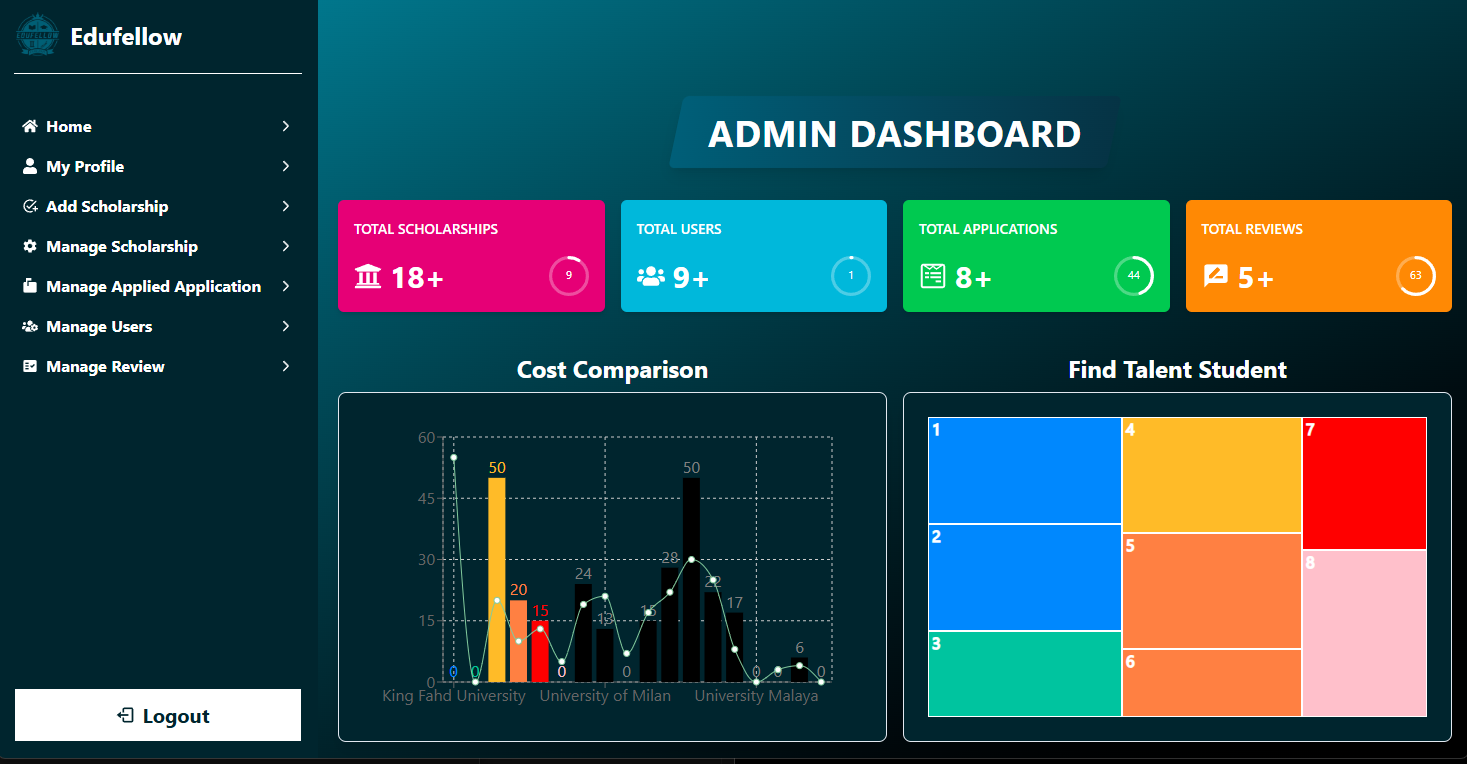 EDUFELLOW
Edufellow
Home
My Profile
Add Scholarship
Manage Scholarship
Manage Applied Application
Manage Users
Manage Review
Logout
ADMIN DASHBOARD
TOTAL SCHOLARSHIPS
18+
9
TOTAL USERS
9+
1
TOTAL APPLICATIONS
8+
44
TOTAL REVIEWS
5+
63
Cost Comparison
60
45
30
15
0
0
0
50
20
15
0
24
13
0
15
28
50
22
17
0
0
6
0
King Fahd University
University of Milan
University Malaya
Find Talent Student
1
2
3
4
5
6
7
8